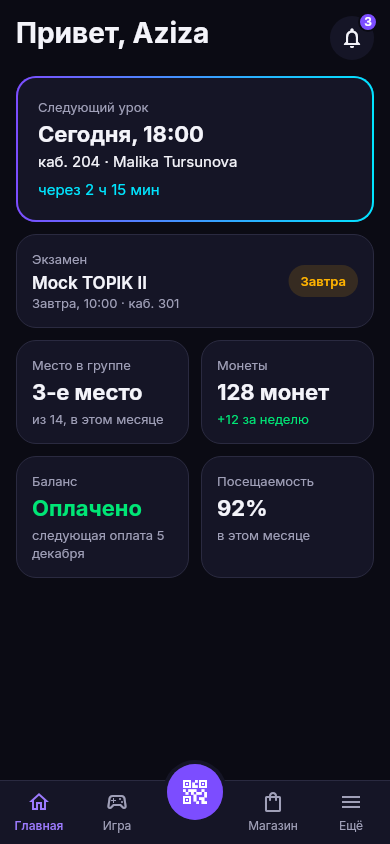 Привет, Aziza
3
Следующий урок
Сегодня, 18:00
каб. 204 · Malika Tursunova
через 2 ч 15 мин
Экзамен
Mock TOPIK II
Завтра, 10:00 · каб. 301
Завтра
Место в группе
3-е место
из 14, в этом месяце
Монеты
128 монет
+12 за неделю
Баланс
Оплачено
следующая оплата 5
декабря
Посещаемость
92%
в этом месяце
Главная
Игра
Магазин
Ещё